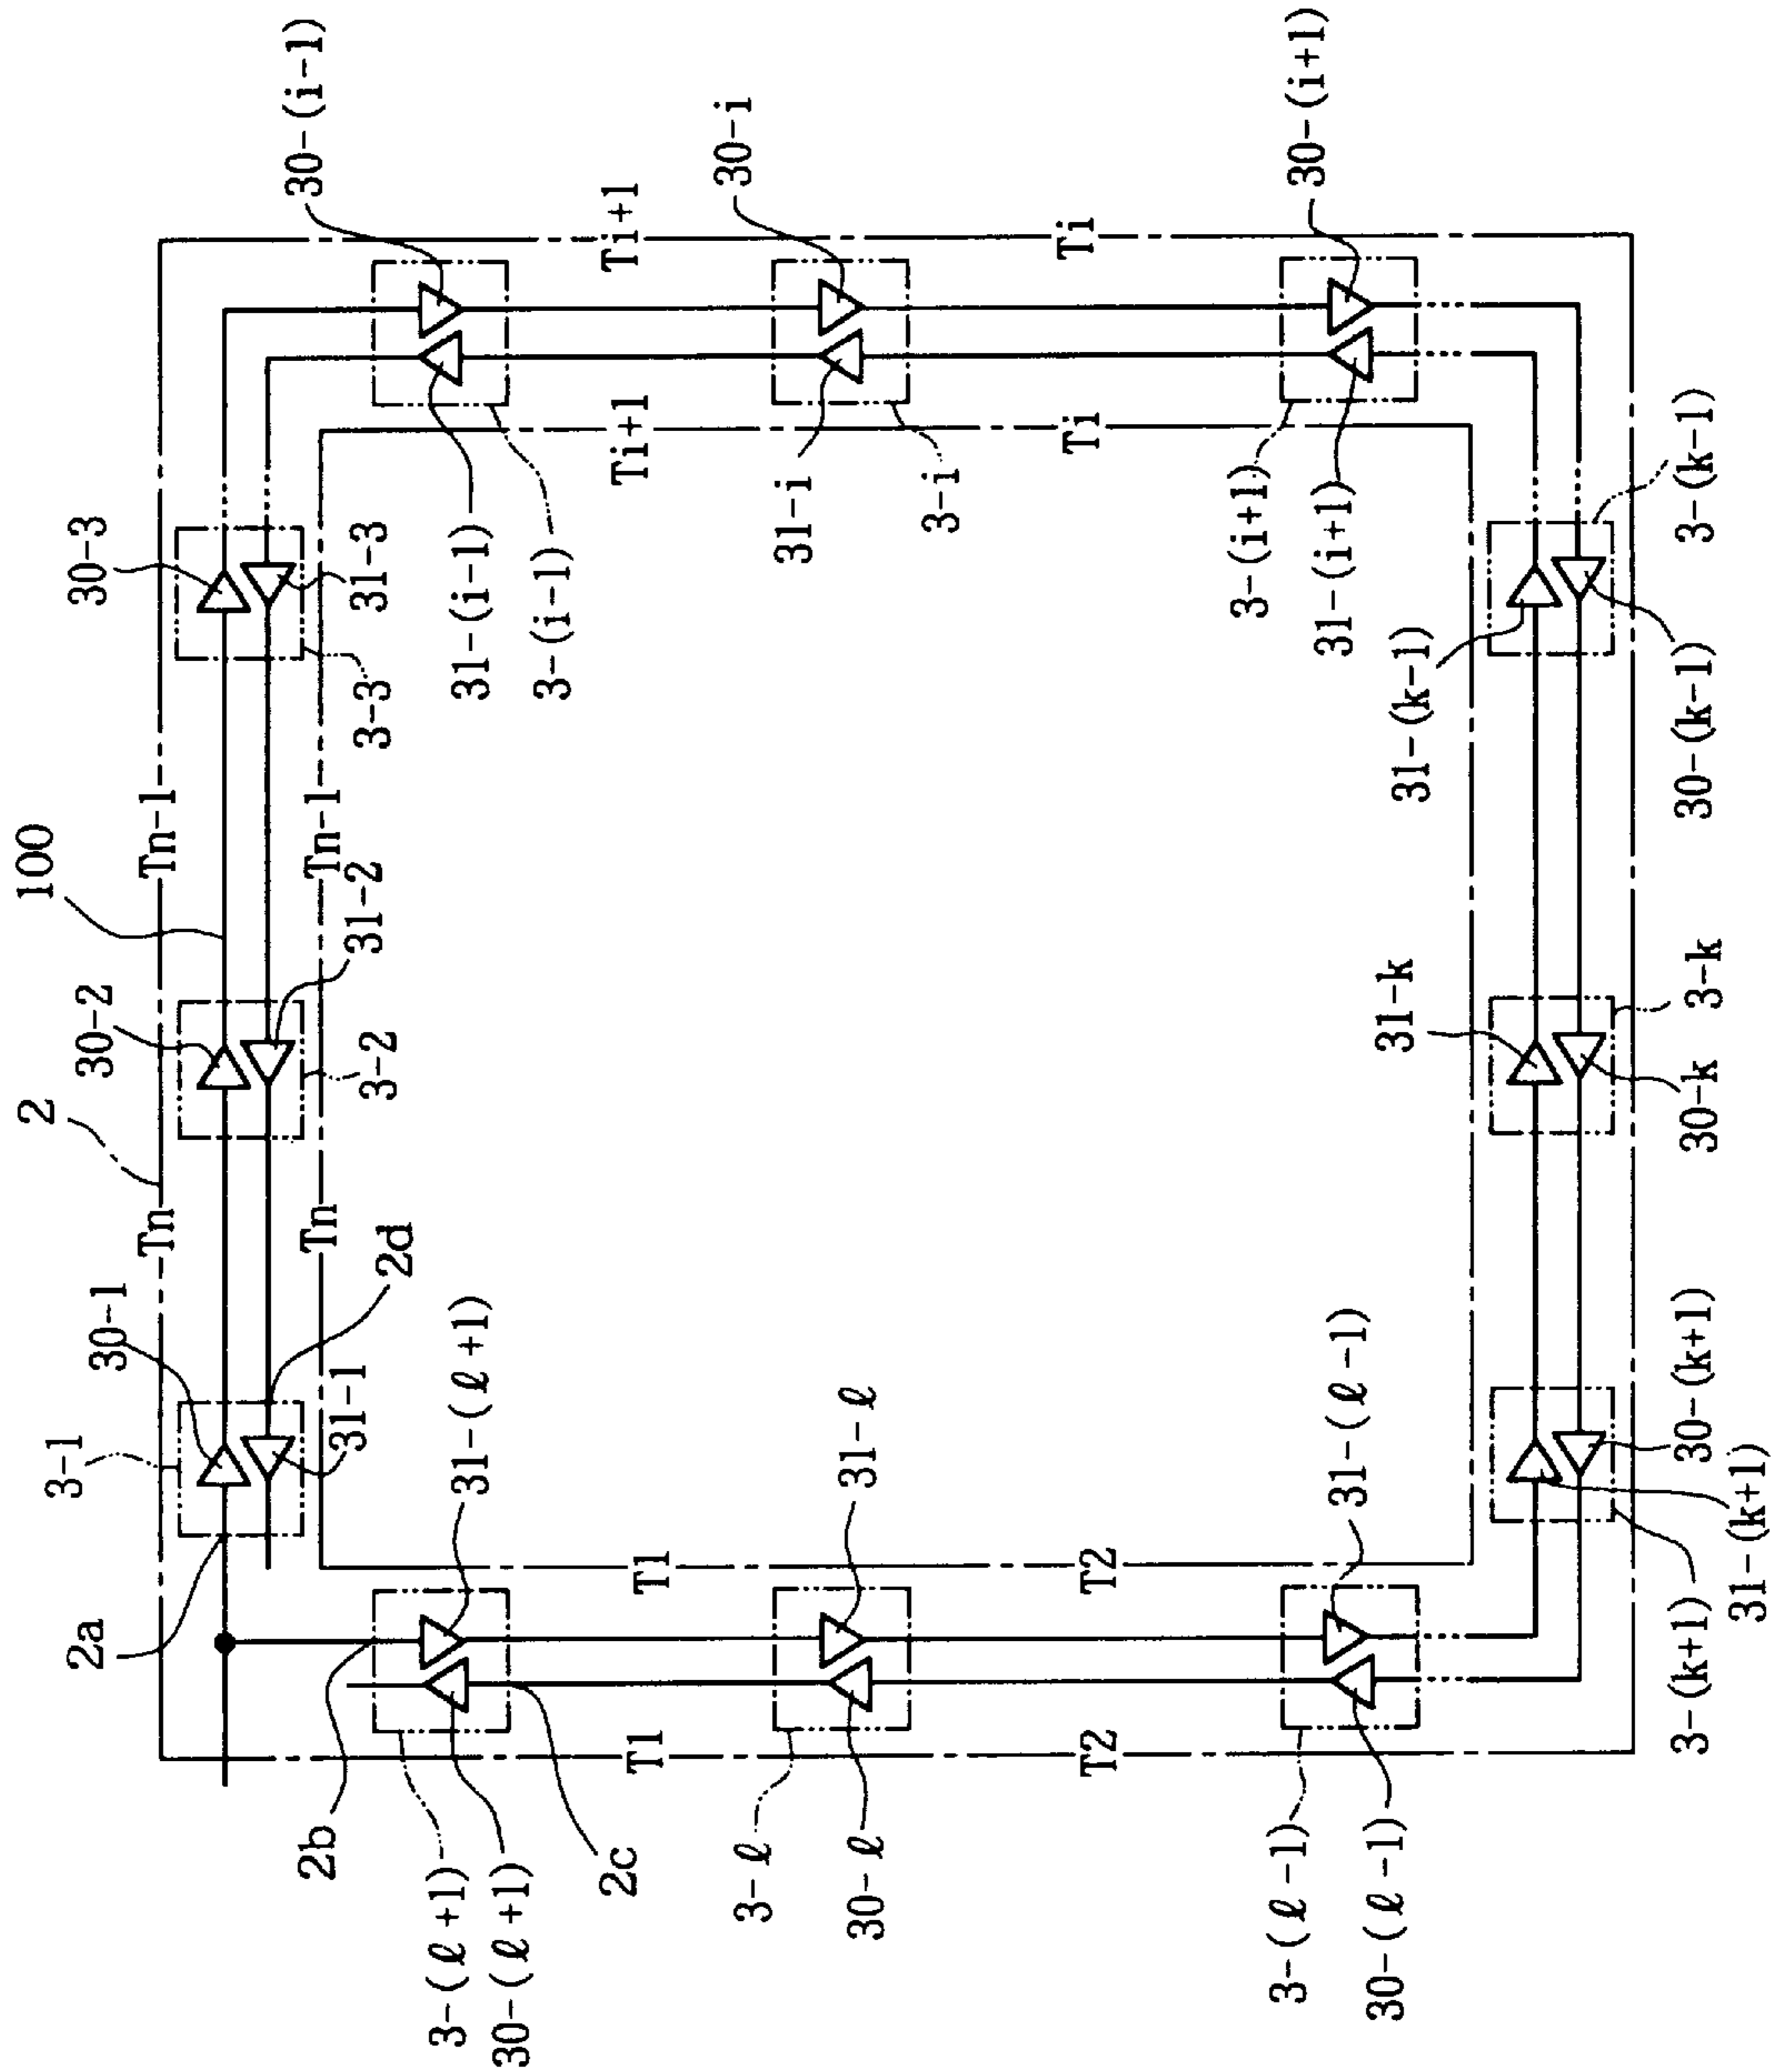 30-(i-1)
30-i
30-(i+1)
Ti+1
Ti
Ti+1
Ti
31-(i-1)
3-(i-1)
31-i
3-i
3-(i+1)
31-(i+1)
30-3
31-3
3-3
Tn-1
Tn-1
100
30-2
31-2
3-2
2
Tn
Tn
2d
30-1
31-1
3-1
2a
31-(ℓ+1)
31-ℓ
31-(ℓ-1)
T1
T2
T1
T2
2b
3-(ℓ+1)
30-(ℓ+1)
2c
3-ℓ
30-ℓ
3-(ℓ-1)
30-(ℓ-1)
31-(k-1)
30-(k-1)
3-(k-1)
31-k
30-k
3-k
30-(k+1)
31-(k+1)
3-(k+1)